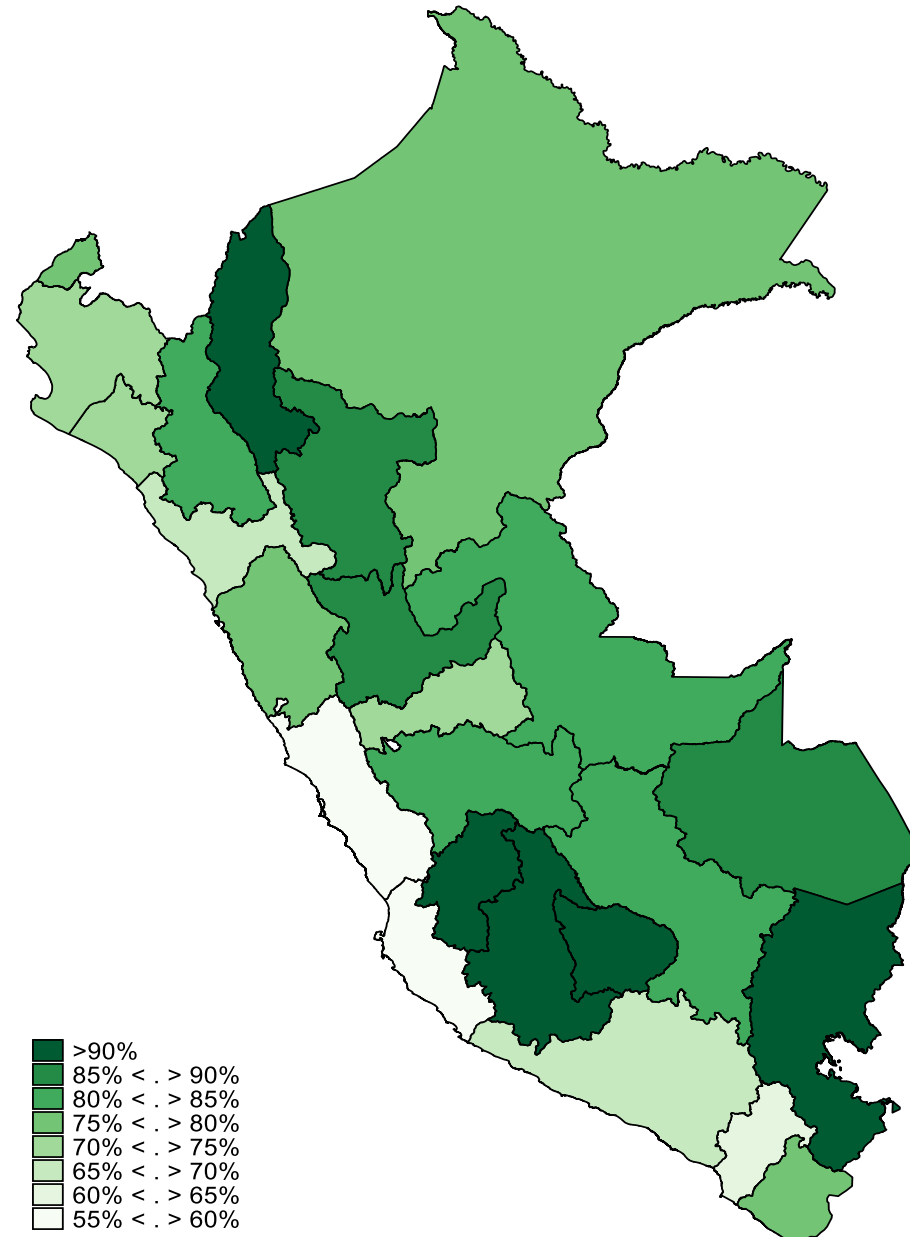 >90%
85% < . > 90%
80% < . > 85%
75% < . > 80%
70% < . > 75%
65% < . > 70%
60% < . > 65%
55% < . > 60%